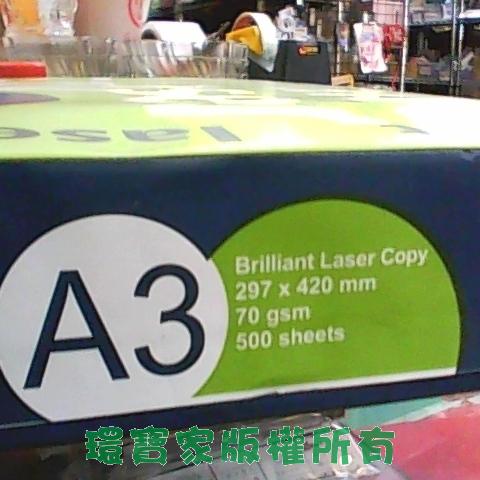 A3
Brilliant Laser Copy
297 x 420 mm
70 gsm
500 sheets
環寶家版權所有